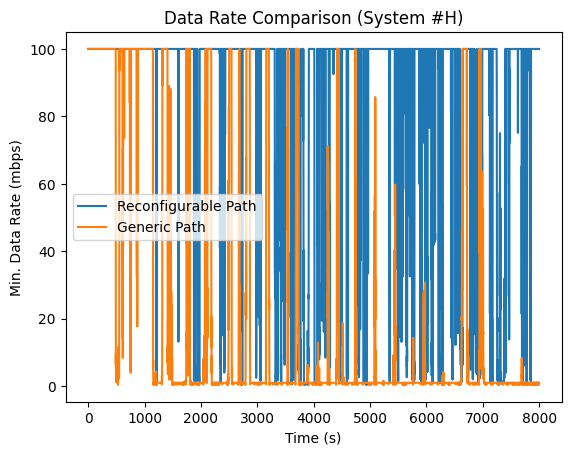 Data Rate Comparison (System #H)
100
80
60
40
20
0
Min. Data Rate (mbps)
Reconfigurable Path
Generic Path
0 1000 2000 3000 4000 5000 6000 7000 8000
Time (s)